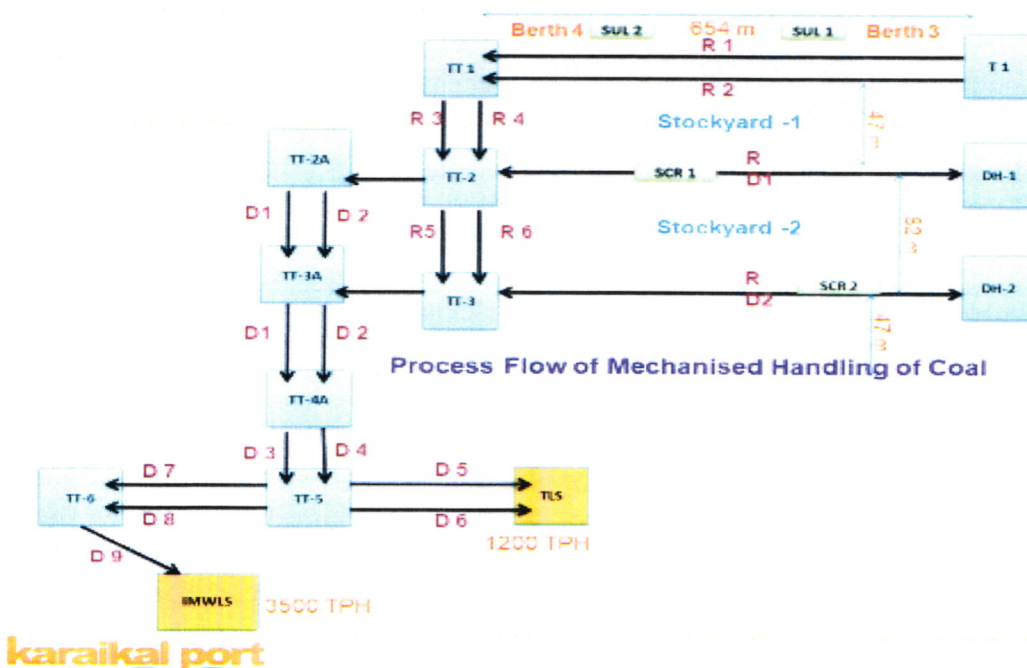 Berth 4 SUL 2 654 m SUL 1 Berth 3
R 1
TT 1 T 1
R 2
R 3 R 4 Stockyard -1 47 m
TT-2A TT-2 SCR 1 R D1 DH-1
D1 D 2 R5 R 6 Stockyard -2 82 m
TT-3A TT-3 R D2 SCR 2 DH-2
D1 D 2 47 m
Process Flow of Mechanised Handling of Coal
TT-4A
D 3 D 4
D 7 D 5
TT-6 TT-5 TLS
D 8 D 6
1200 TPH
D 9
IIMWLS 3500 TPH
karaikal port